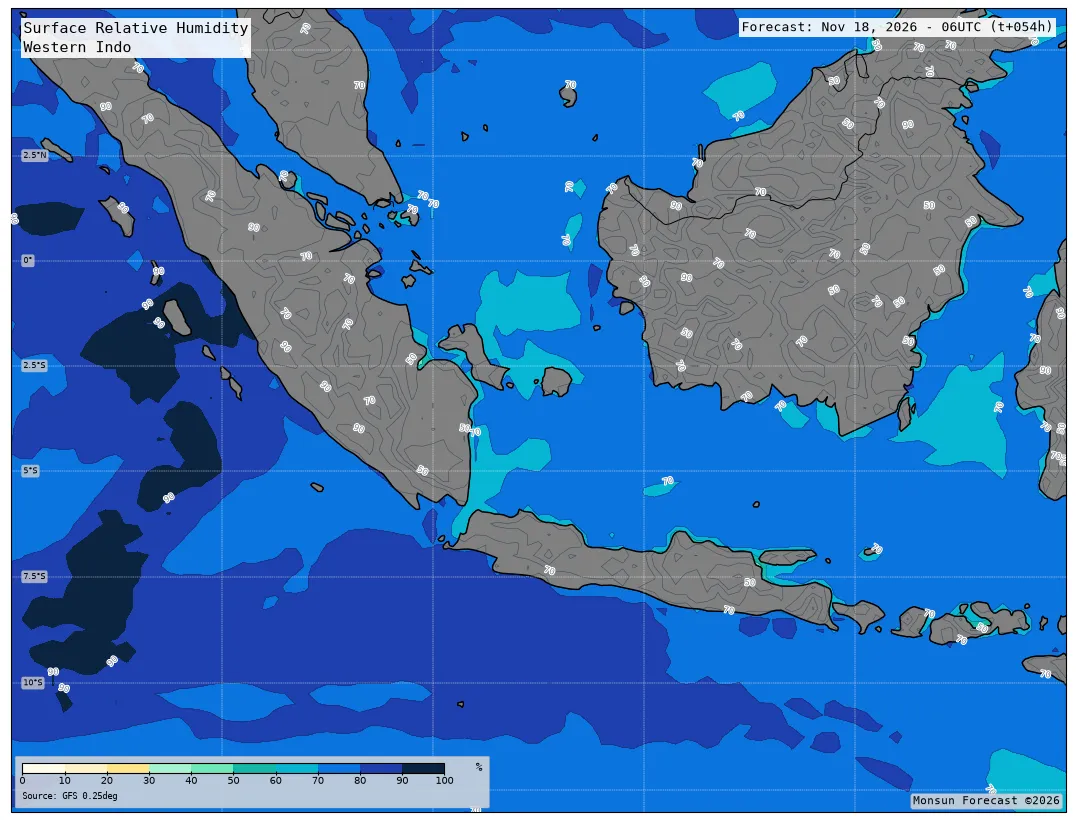 Surface Relative Humidity
Western Indo
Forecast: Nov 18, 2026 - 06UTC (t+054h)
2.5°N
0°
2.5°S
5°S
7.5°S
10°S
0 10 20 30 40 50 60 70 80 90 100
%
Source: GFS 0.25deg
Monsun Forecast ©2026